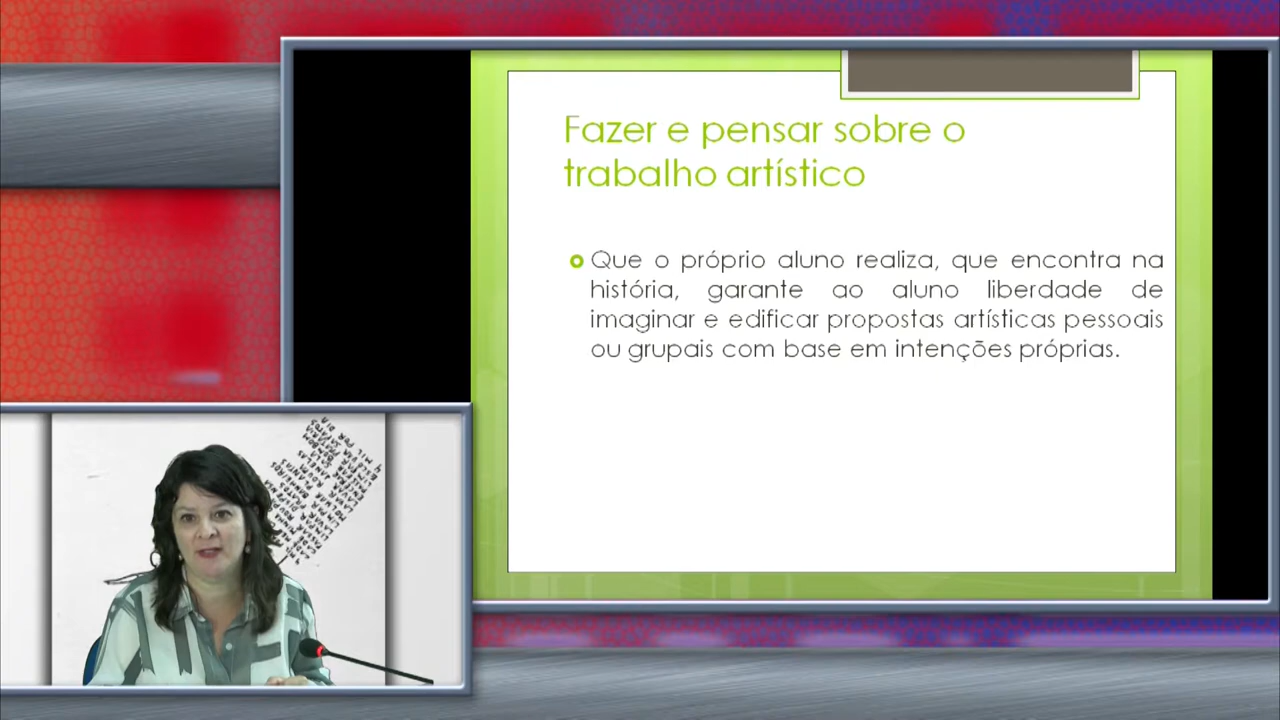 Fazer e pensar sobre o
trabalho artístico
Que o próprio aluno realiza, que encontra na
história, garante ao aluno liberdade de
imaginar e edificar propostas artísticas pessoais
ou grupais com base em intenções próprias.